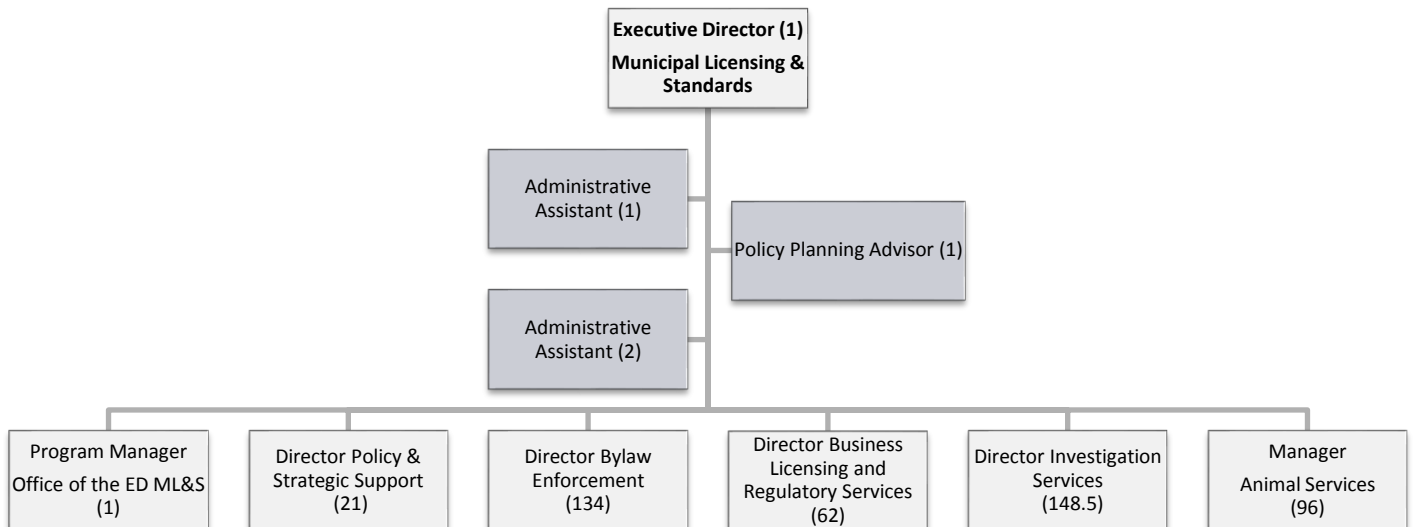 Executive Director (1)
Municipal Licensing &
Standards
Administrative
Assistant (1)
Policy Planning Advisor (1)
Administrative
Assistant (2)
Program Manager
Office of the ED ML&S
(1)
Director Policy &
Strategic Support
(21)
Director Bylaw
Enforcement
(134)
Director Business
Licensing and
Regulatory Services
(62)
Director Investigation
Services
(148.5)
Manager
Animal Services
(96)